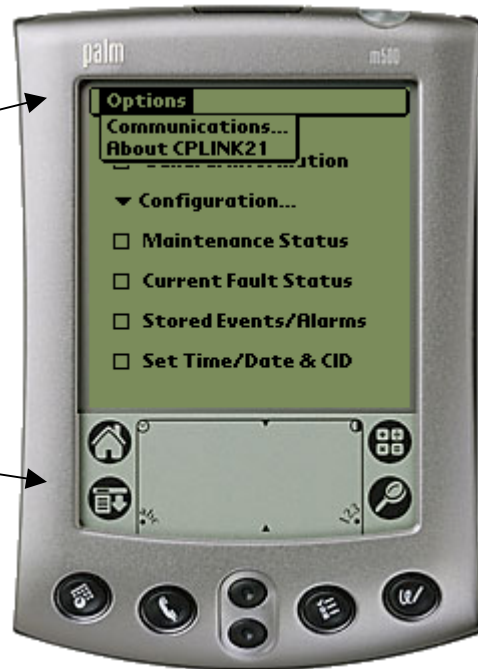 palm m500
Options
Communications...
About CPLINK21
Configuration...
Maintenance Status
Current Fault Status
Stored Events/Alarms
Set Time/Date & CID
abc 123